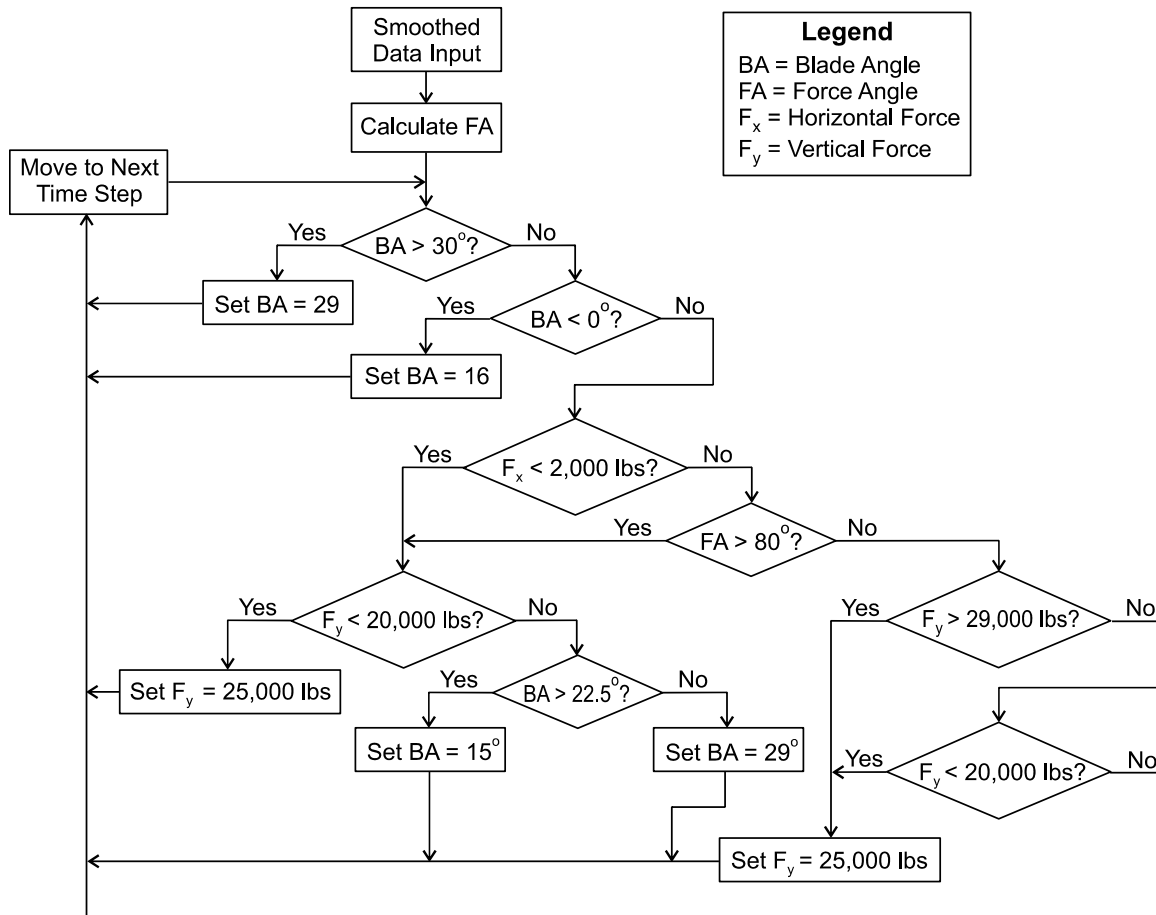 Smoothed
Data Input
Legend
BA = Blade Angle
FA = Force Angle
Fx = Horizontal Force
Fy = Vertical Force
Calculate FA
Move to Next
Time Step
BA > 30°?
Yes
No
Set BA = 29
BA < 0°?
Yes
No
Set BA = 16
Fx < 2,000 lbs?
Yes
No
FA > 80°?
Yes
No
Fy < 20,000 lbs?
Yes
No
Fy > 29,000 lbs?
Yes
No
Set Fy = 25,000 lbs
BA > 22.5°?
Yes
No
Set BA = 15°
Set BA = 29°
Fy < 20,000 lbs?
Yes
No
Set Fy = 25,000 lbs